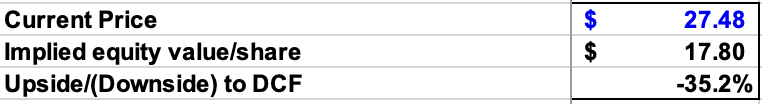 Current Price $ 27.48
Implied equity value/share $ 17.80
Upside/(Downside) to DCF -35.2%